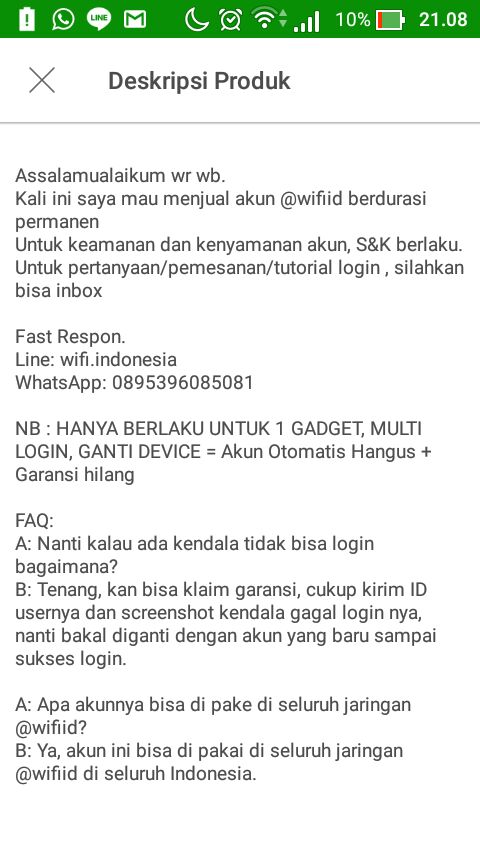 LINE
10%
21.08
Deskripsi Produk
Assalamualaikum wr wb.
Kali ini saya mau menjual akun @wifiid berdurasi
permanen
Untuk keamanan dan kenyamanan akun, S&K berlaku.
Untuk pertanyaan/pemesanan/tutorial login , silahkan
bisa inbox
Fast Respon.
Line: wifi.indonesia
WhatsApp: 0895396085081
NB : HANYA BERLAKU UNTUK 1 GADGET, MULTI
LOGIN, GANTI DEVICE = Akun Otomatis Hangus +
Garansi hilang
FAQ:
A: Nanti kalau ada kendala tidak bisa login
bagaimana?
B: Tenang, kan bisa klaim garansi, cukup kirim ID
usernya dan screenshot kendala gagal login nya,
nanti bakal diganti dengan akun yang baru sampai
sukses login.
A: Apa akunnya bisa di pake di seluruh jaringan
@wifiid?
B: Ya, akun ini bisa di pakai di seluruh jaringan
@wifiid di seluruh Indonesia.